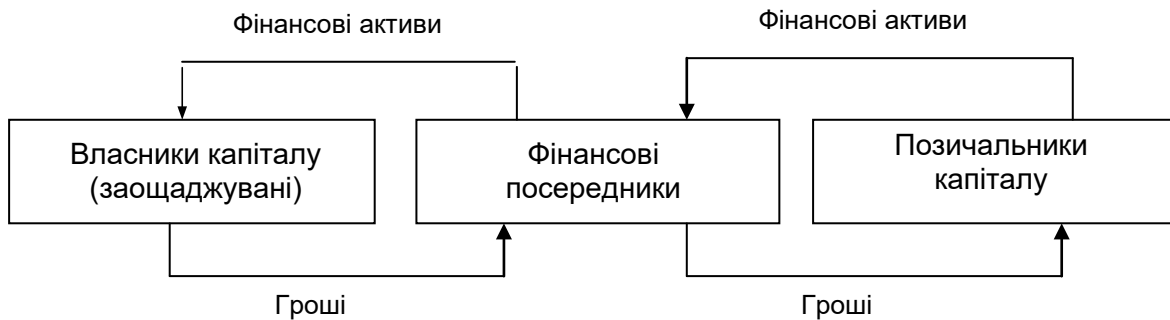 Фінансові активи
Фінансові активи
Власники капіталу
(заощаджувані)
Фінансові
посередники
Позичальники
капіталу
Гроші
Гроші